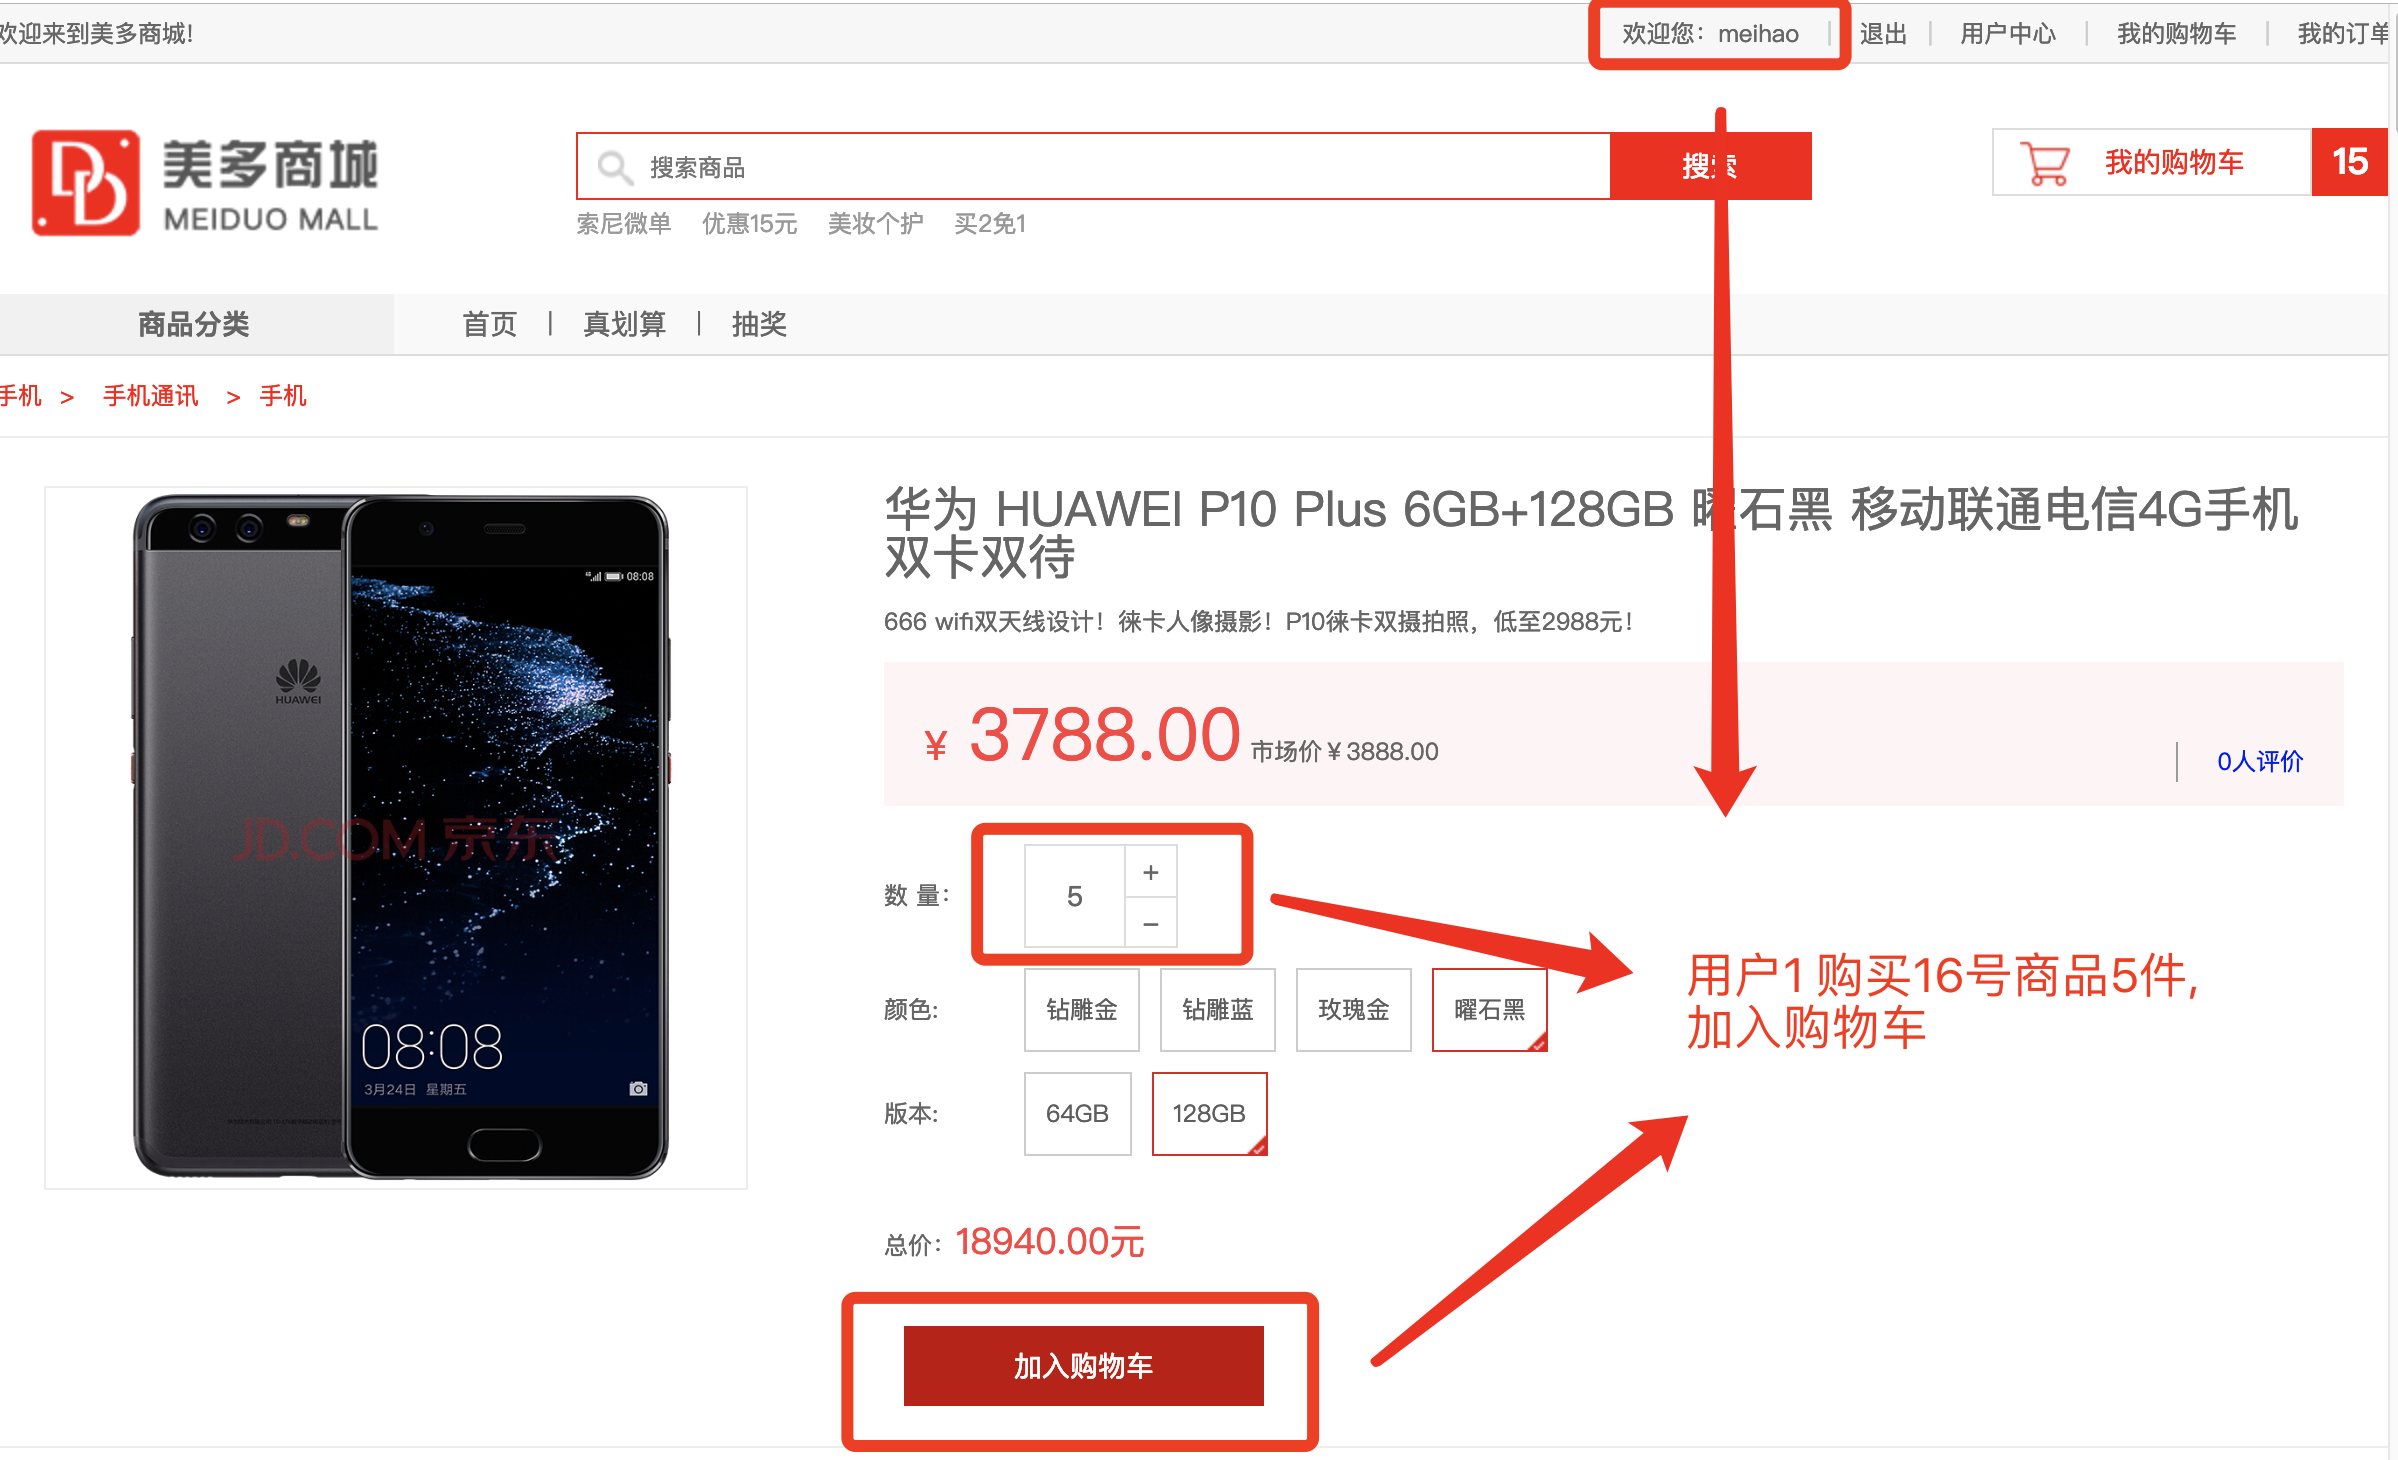 欢迎来到美多商城!
欢迎您：meihao | 退出 | 用户中心 | 我的购物车 | 我的订单
美多商城
MEIDUO MALL
搜索商品
搜索
我的购物车 15
索尼微单 优惠15元 美妆个护 买2免1
商品分类 首页 | 真划算 | 抽奖
手机 > 手机通讯 > 手机
华为 HUAWEI P10 Plus 6GB+128GB 曜石黑 移动联通电信4G手机
双卡双待
666 wifi双天线设计！徕卡人像摄影！P10徕卡双摄拍照，低至2988元！
¥ 3788.00 市场价¥3888.00
0人评价
08:08
HUAWEI
JD.COM 京东
08:08
3月24日 星期五
数 量： 5 + −
颜色: 钻雕金 钻雕蓝 玫瑰金 曜石黑
版本: 64GB 128GB
用户1 购买16号商品5件,
加入购物车
总价：18940.00元
加入购物车